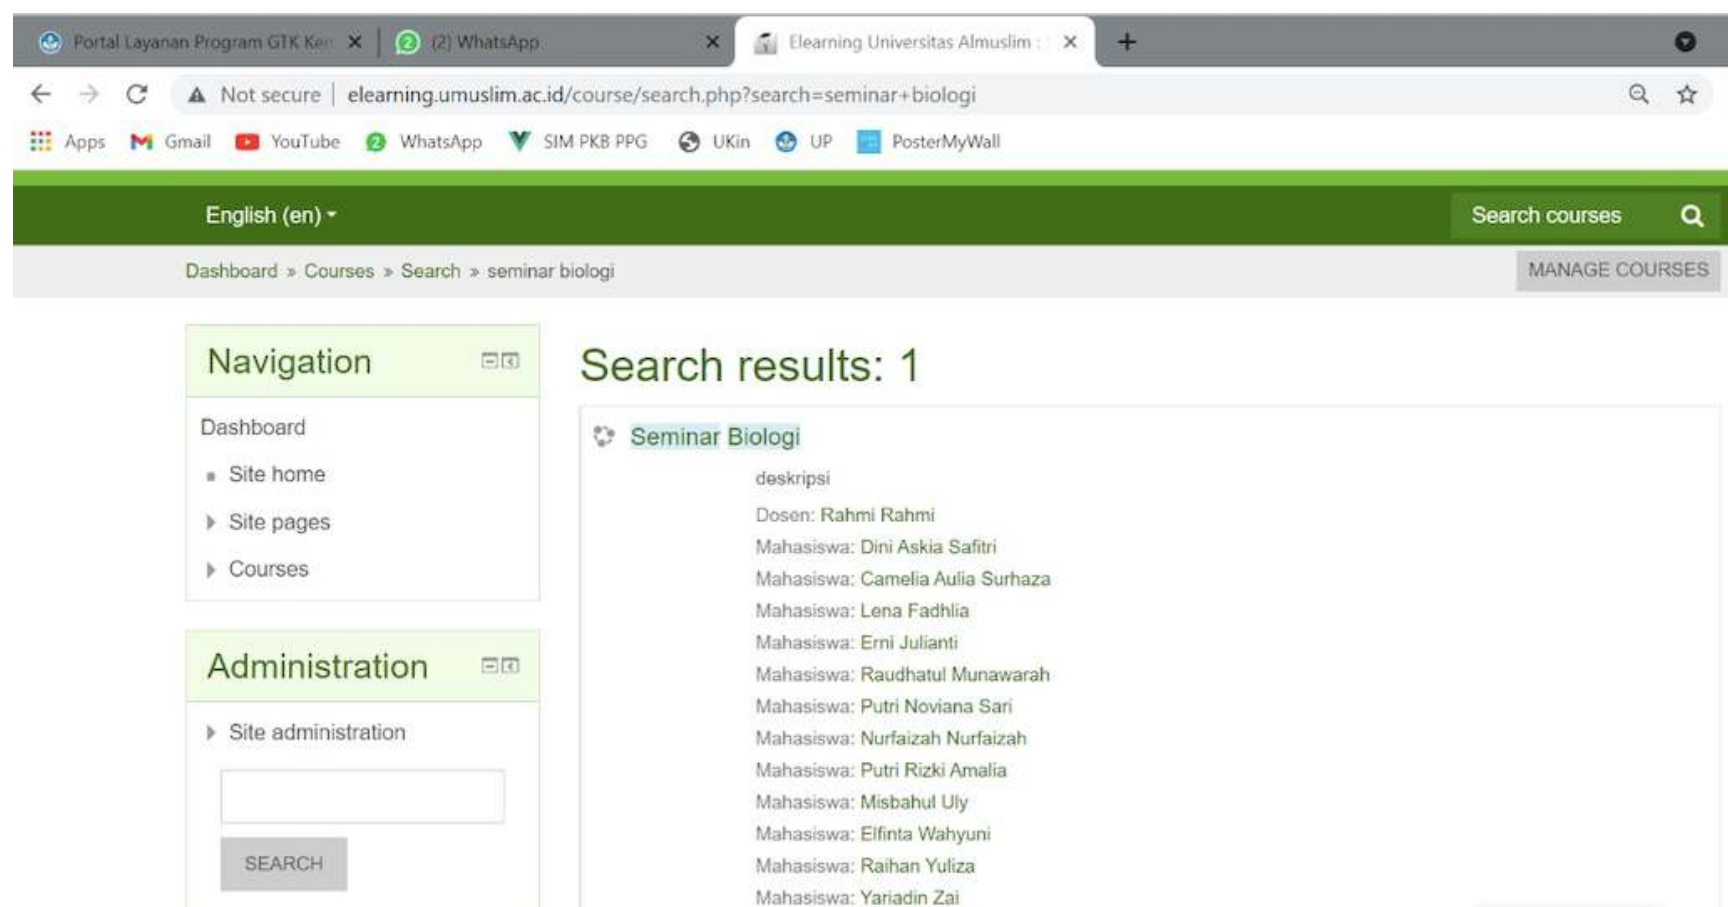 Portal Layanan Program GTK Ken
(2) WhatsApp
Elearning Universitas Almuslim :
Not secure | elearning.umuslim.ac.id/course/search.php?search=seminar+biologi
Apps Gmail YouTube WhatsApp SIM PKB PPG UKin UP PosterMyWall
English (en)
Search courses
Dashboard » Courses » Search » seminar biologi
MANAGE COURSES
Navigation
Dashboard
Site home
Site pages
Courses
Administration
Site administration
SEARCH
Search results: 1
Seminar Biologi
deskripsi
Dosen: Rahmi Rahmi
Mahasiswa: Dini Askia Safitri
Mahasiswa: Camelia Aulia Surhaza
Mahasiswa: Lena Fadhlia
Mahasiswa: Erni Julianti
Mahasiswa: Raudhatul Munawarah
Mahasiswa: Putri Noviana Sari
Mahasiswa: Nurfaizah Nurfaizah
Mahasiswa: Putri Rizki Amalia
Mahasiswa: Misbahul Uly
Mahasiswa: Elfinta Wahyuni
Mahasiswa: Raihan Yuliza
Mahasiswa: Yariadin Zai